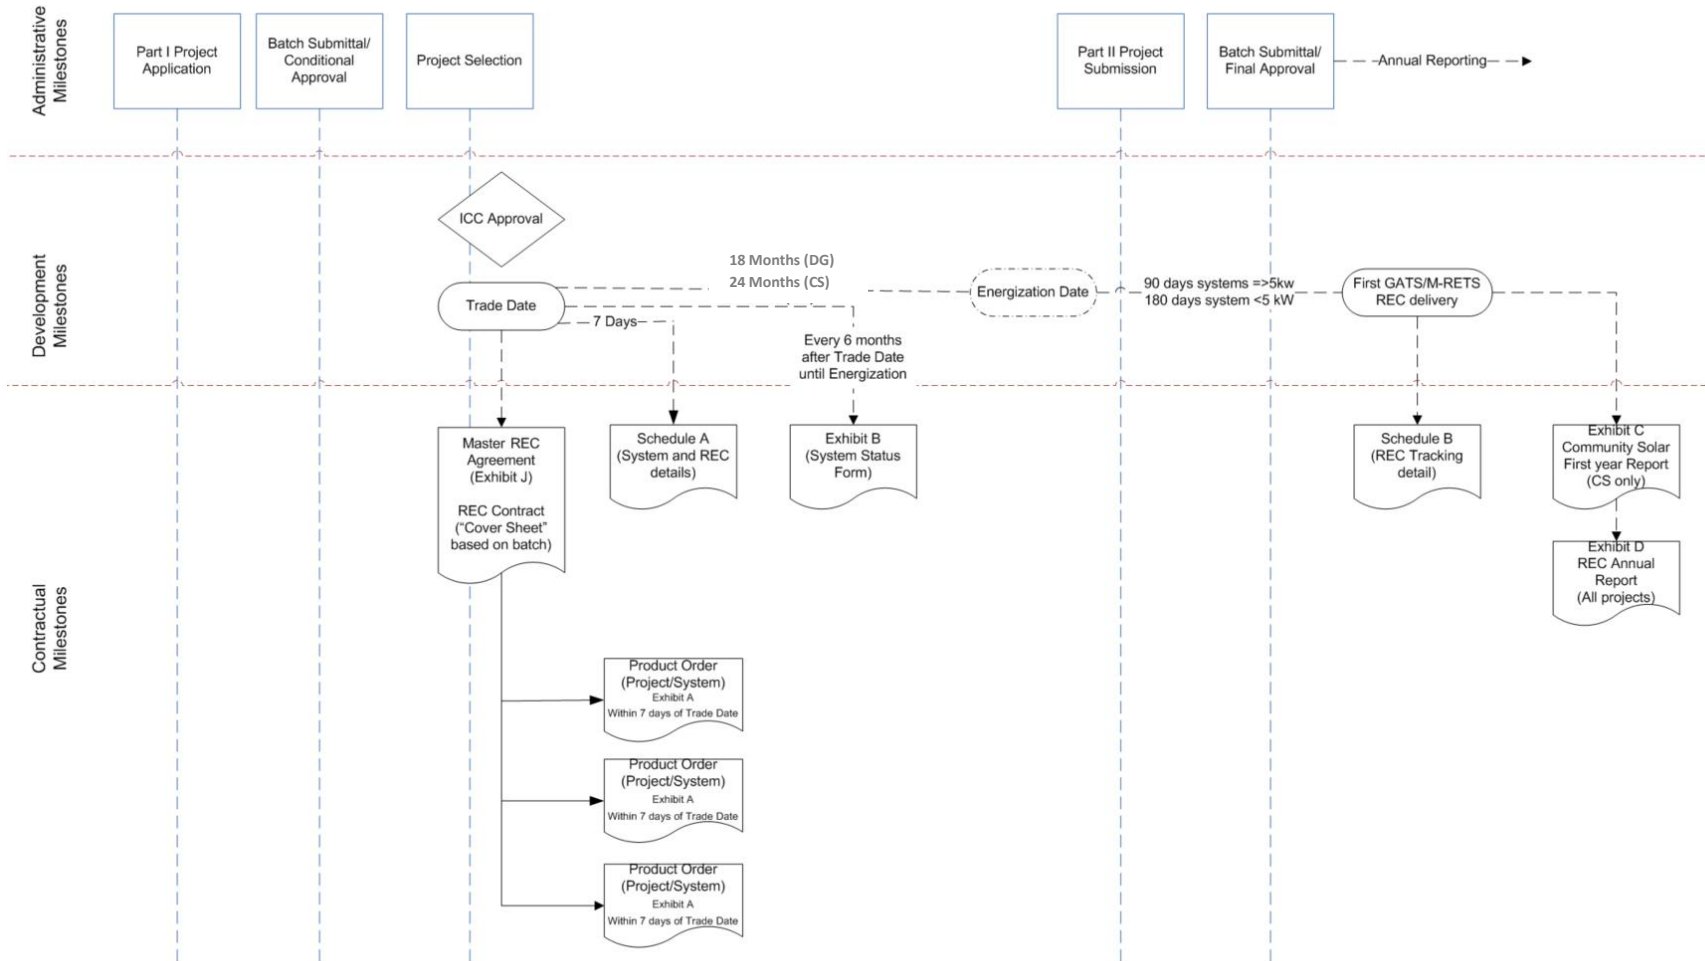 Administrative
Milestones
Part I Project
Application
Batch Submittal/
Conditional
Approval
Project Selection
Part II Project
Submission
Batch Submittal/
Final Approval
Annual Reporting
Development
Milestones
ICC Approval
Trade Date
18 Months (DG)
24 Months (CS)
Energization Date
90 days systems =>5kw
180 days system <5 kW
First GATS/M-RETS
REC delivery
7 Days
Every 6 months
after Trade Date
until Energization
Contractual
Milestones
Master REC
Agreement
(Exhibit J)
REC Contract
("Cover Sheet"
based on batch)
Schedule A
(System and REC
details)
Exhibit B
(System Status
Form)
Schedule B
(REC Tracking
detail)
Exhibit C
Community Solar
First year Report
(CS only)
Exhibit D
REC Annual
Report
(All projects)
Product Order
(Project/System)
Exhibit A
Within 7 days of Trade Date
Product Order
(Project/System)
Exhibit A
Within 7 days of Trade Date
Product Order
(Project/System)
Exhibit A
Within 7 days of Trade Date